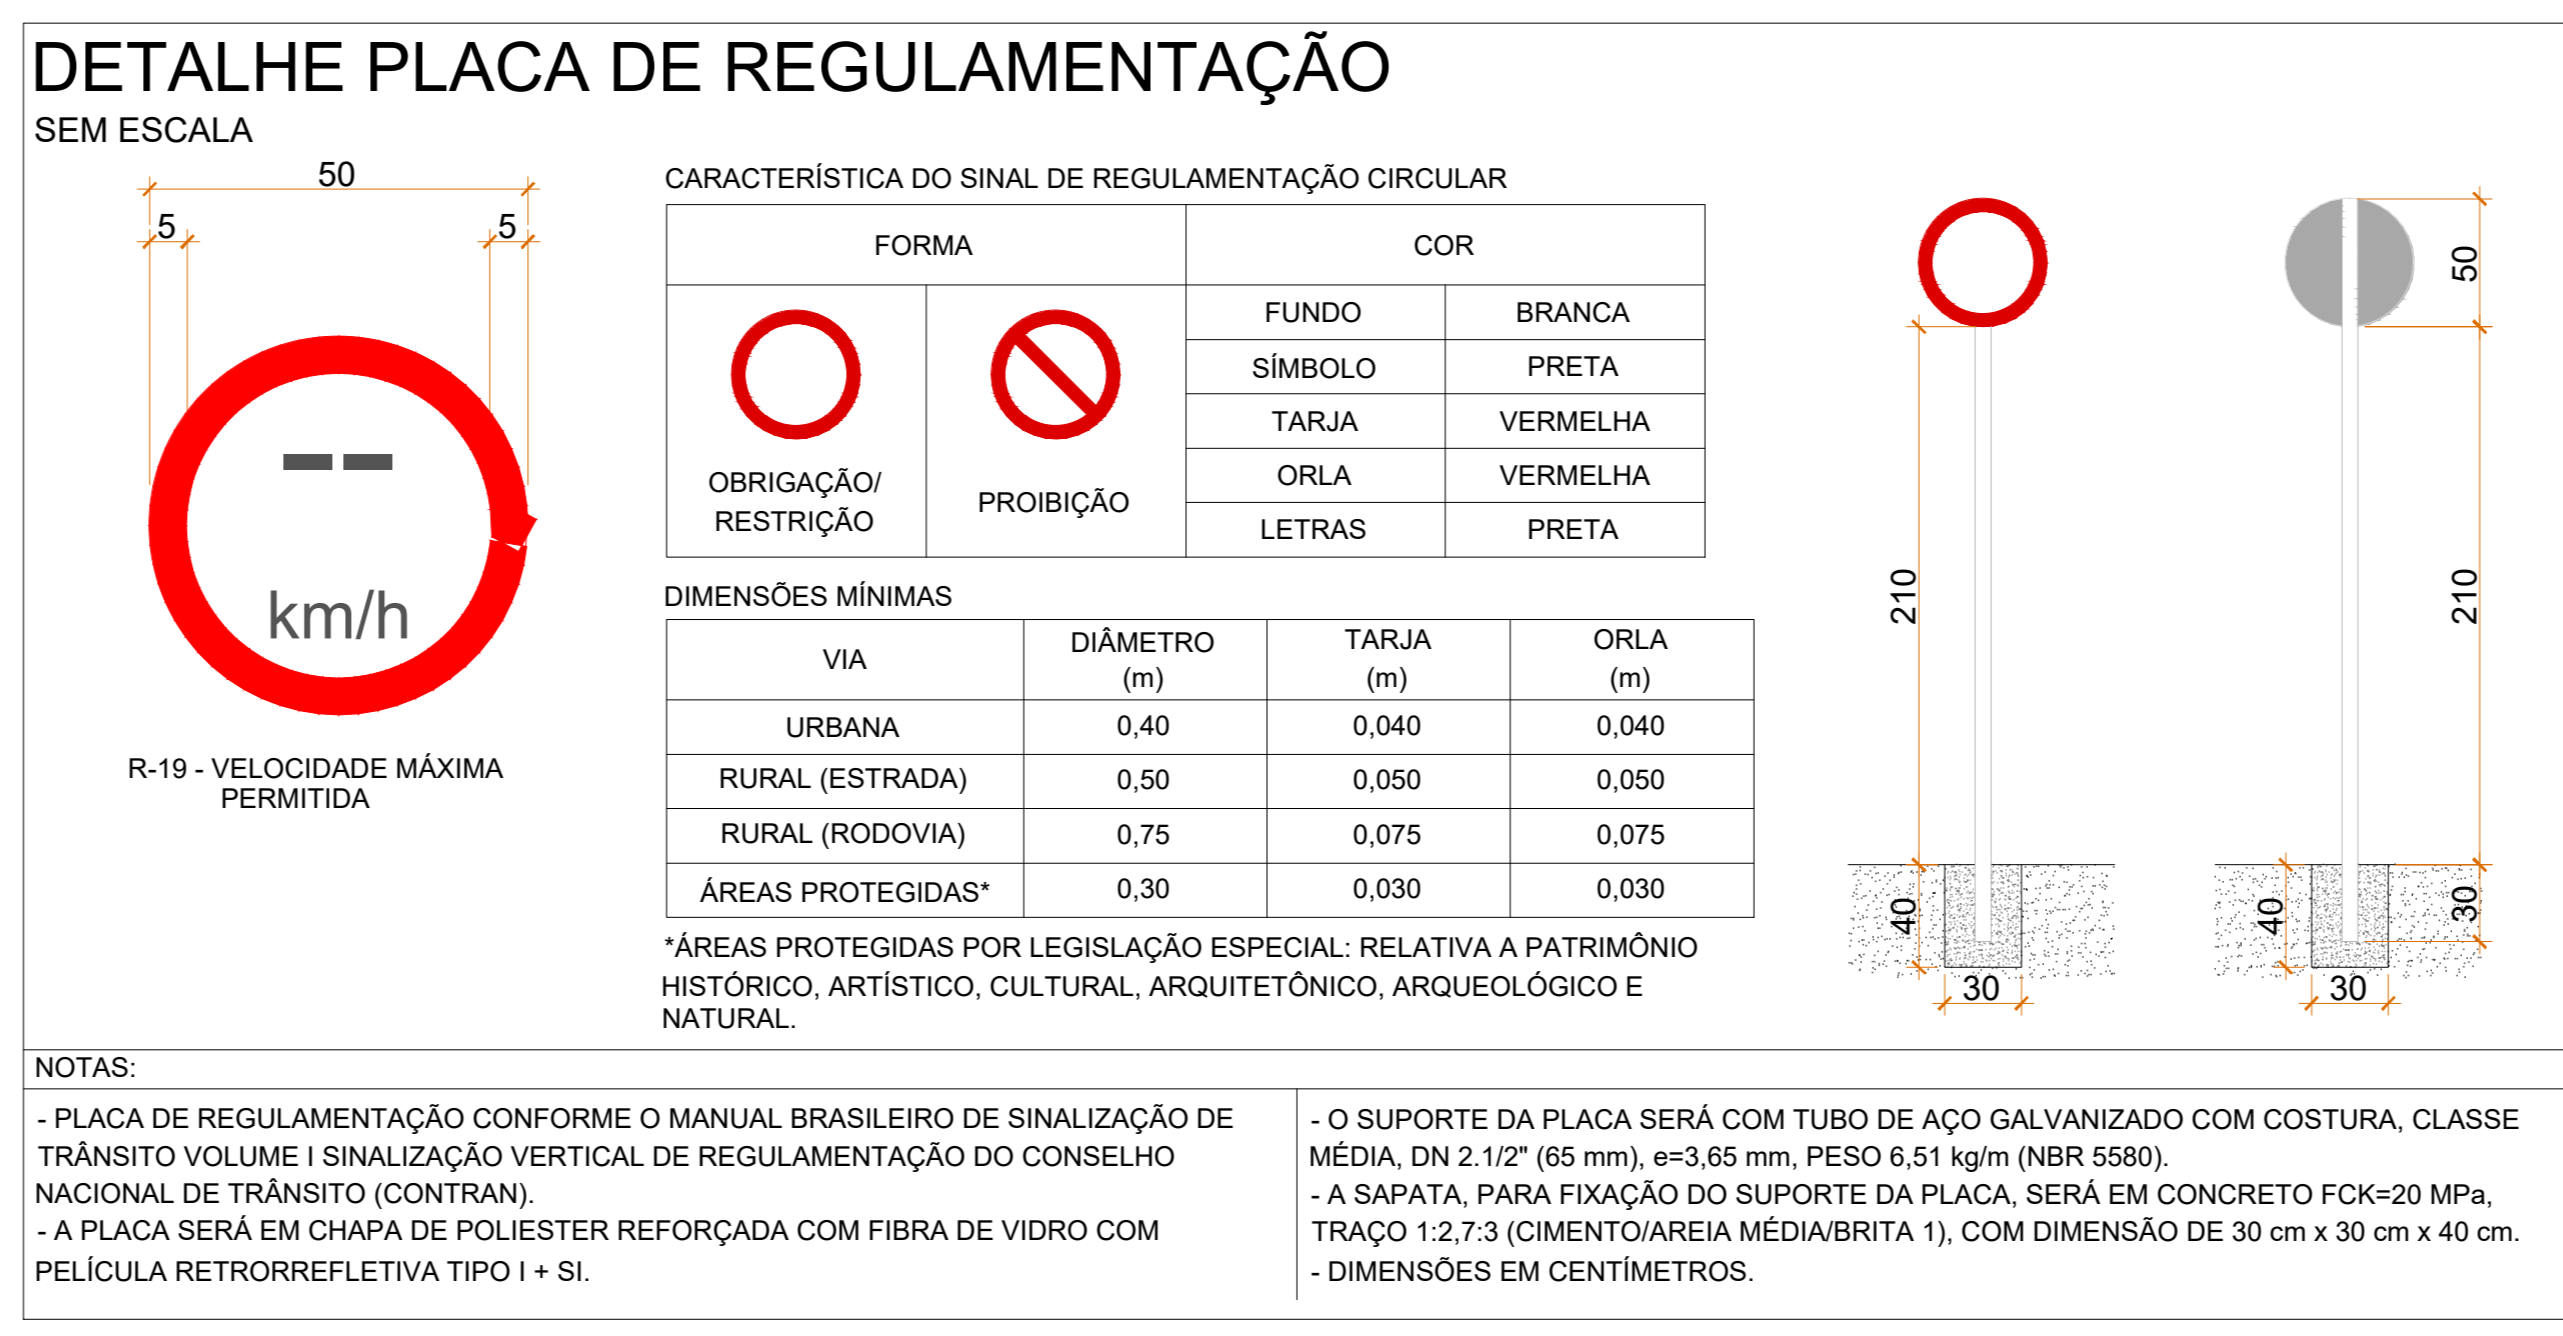 DETALHE PLACA DE REGULAMENTAÇÃO
SEM ESCALA
50
5
5
km/h
R-19 - VELOCIDADE MÁXIMA
PERMITIDA
CARACTERÍSTICA DO SINAL DE REGULAMENTAÇÃO CIRCULAR
FORMA
COR
OBRIGAÇÃO/
RESTRIÇÃO
PROIBIÇÃO
FUNDO BRANCA
SÍMBOLO PRETA
TARJA VERMELHA
ORLA VERMELHA
LETRAS PRETA
DIMENSÕES MÍNIMAS
VIA DIÂMETRO (m) TARJA (m) ORLA (m)
URBANA 0,40 0,040 0,040
RURAL (ESTRADA) 0,50 0,050 0,050
RURAL (RODOVIA) 0,75 0,075 0,075
ÁREAS PROTEGIDAS* 0,30 0,030 0,030
*ÁREAS PROTEGIDAS POR LEGISLAÇÃO ESPECIAL: RELATIVA A PATRIMÔNIO
HISTÓRICO, ARTÍSTICO, CULTURAL, ARQUITETÔNICO, ARQUEOLÓGICO E
NATURAL.
210
40
30
50
210
40
30
30
NOTAS:
- PLACA DE REGULAMENTAÇÃO CONFORME O MANUAL BRASILEIRO DE SINALIZAÇÃO DE
TRÂNSITO VOLUME I SINALIZAÇÃO VERTICAL DE REGULAMENTAÇÃO DO CONSELHO
NACIONAL DE TRÂNSITO (CONTRAN).
- A PLACA SERÁ EM CHAPA DE POLIESTER REFORÇADA COM FIBRA DE VIDRO COM
PELÍCULA RETRORREFLETIVA TIPO I + SI.
- O SUPORTE DA PLACA SERÁ COM TUBO DE AÇO GALVANIZADO COM COSTURA, CLASSE
MÉDIA, DN 2.1/2" (65 mm), e=3,65 mm, PESO 6,51 kg/m (NBR 5580).
- A SAPATA, PARA FIXAÇÃO DO SUPORTE DA PLACA, SERÁ EM CONCRETO FCK=20 MPa,
TRAÇO 1:2,7:3 (CIMENTO/AREIA MÉDIA/BRITA 1), COM DIMENSÃO DE 30 cm x 30 cm x 40 cm.
- DIMENSÕES EM CENTÍMETROS.